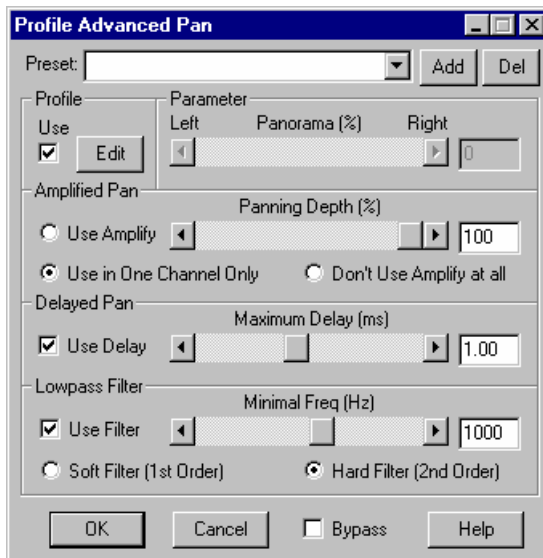 Profile Advanced Pan
Preset: Add Del
Profile Parameter
Use Left Panorama (%) Right
Edit 0
Amplified Pan
Panning Depth (%)
Use Amplify 100
Use in One Channel Only Don't Use Amplify at all
Delayed Pan
Maximum Delay (ms)
Use Delay 1.00
Lowpass Filter
Minimal Freq (Hz)
Use Filter 1000
Soft Filter (1st Order) Hard Filter (2nd Order)
OK Cancel Bypass Help